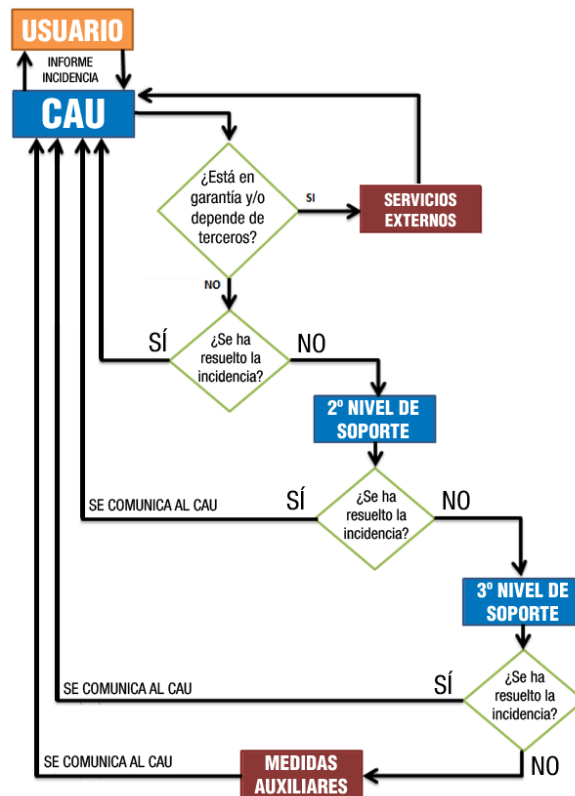 USUARIO
INFORME
INCIDENCIA
CAU
¿Está en
garantía y/o
depende de
terceros?
SI
SERVICIOS
EXTERNOS
NO
SÍ
¿Se ha
resuelto la
incidencia?
NO
2º NIVEL DE
SOPORTE
SE COMUNICA AL CAU
SÍ
¿Se ha
resuelto la
incidencia?
NO
3º NIVEL DE
SOPORTE
SE COMUNICA AL CAU
SÍ
¿Se ha
resuelto la
incidencia?
SE COMUNICA AL CAU
MEDIDAS
AUXILIARES
NO